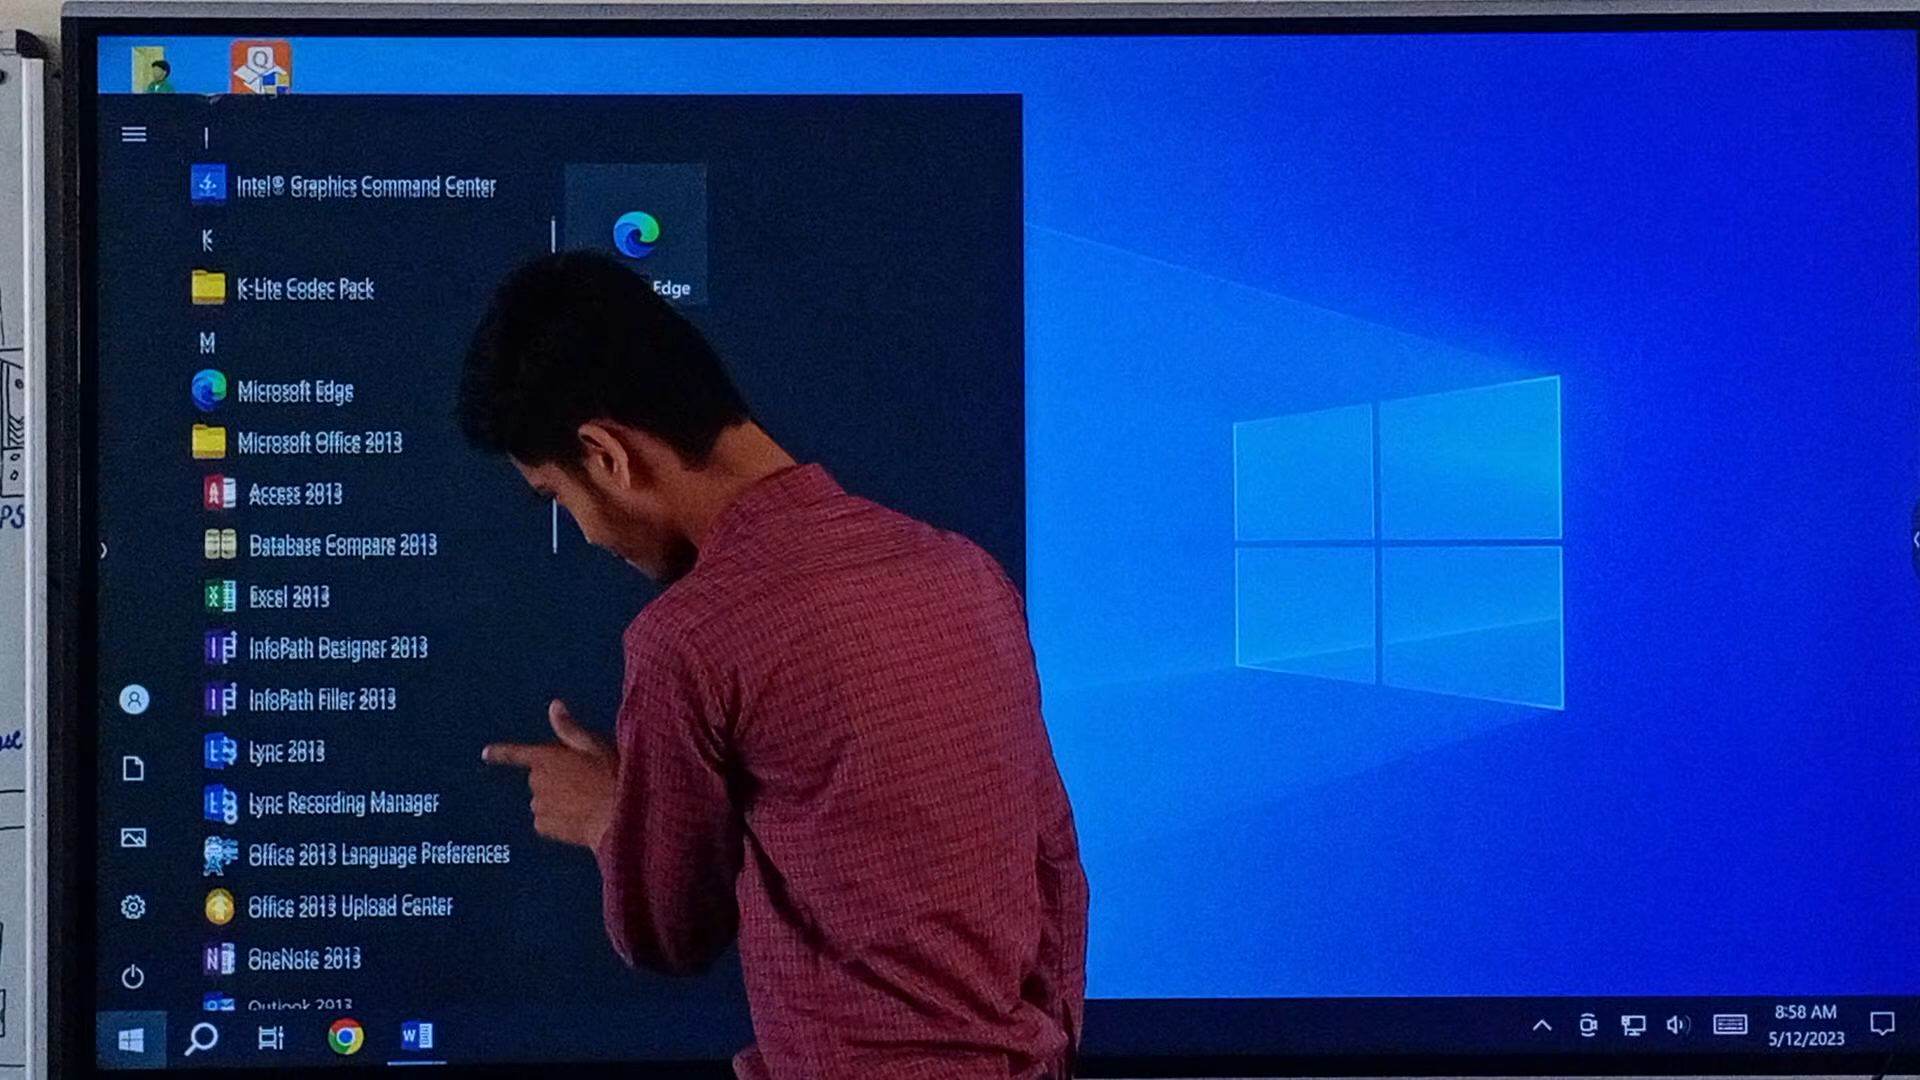 I
Intel® Graphics Command Center
K
K-Lite Codec Pack
Edge
M
Microsoft Edge
Microsoft Office 2013
Access 2013
Database Compare 2013
Excel 2013
InfoPath Designer 2013
InfoPath Filler 2013
Lync 2013
Lync Recording Manager
Office 2013 Language Preferences
Office 2013 Upload Center
OneNote 2013
Outlook 2013
8:58 AM
5/12/2023